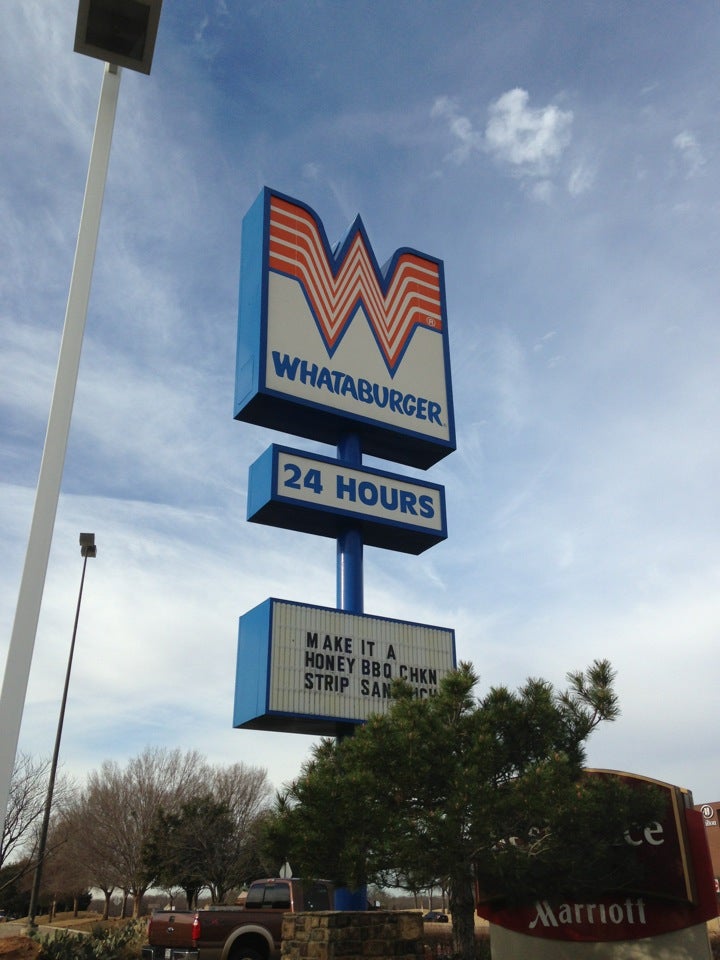 WHATABURGER
24 HOURS
MAKE IT A
HONEY BBQ CHKN
STRIP
Marriott